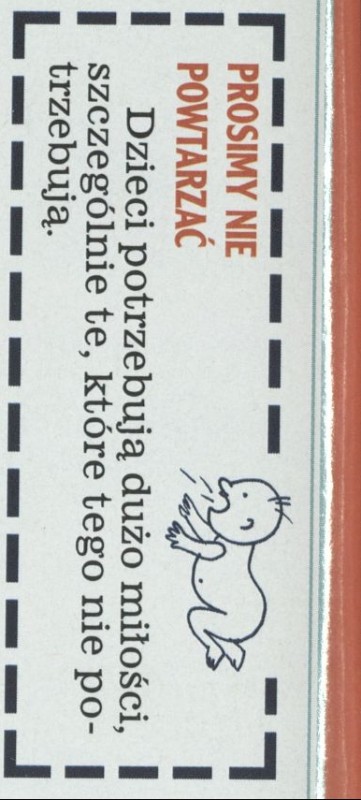 PROSIMY NIE
POWTARZAĆ
Dzieci potrzebują dużo miłości,
szczególnie te, które tego nie po-
trzebują.